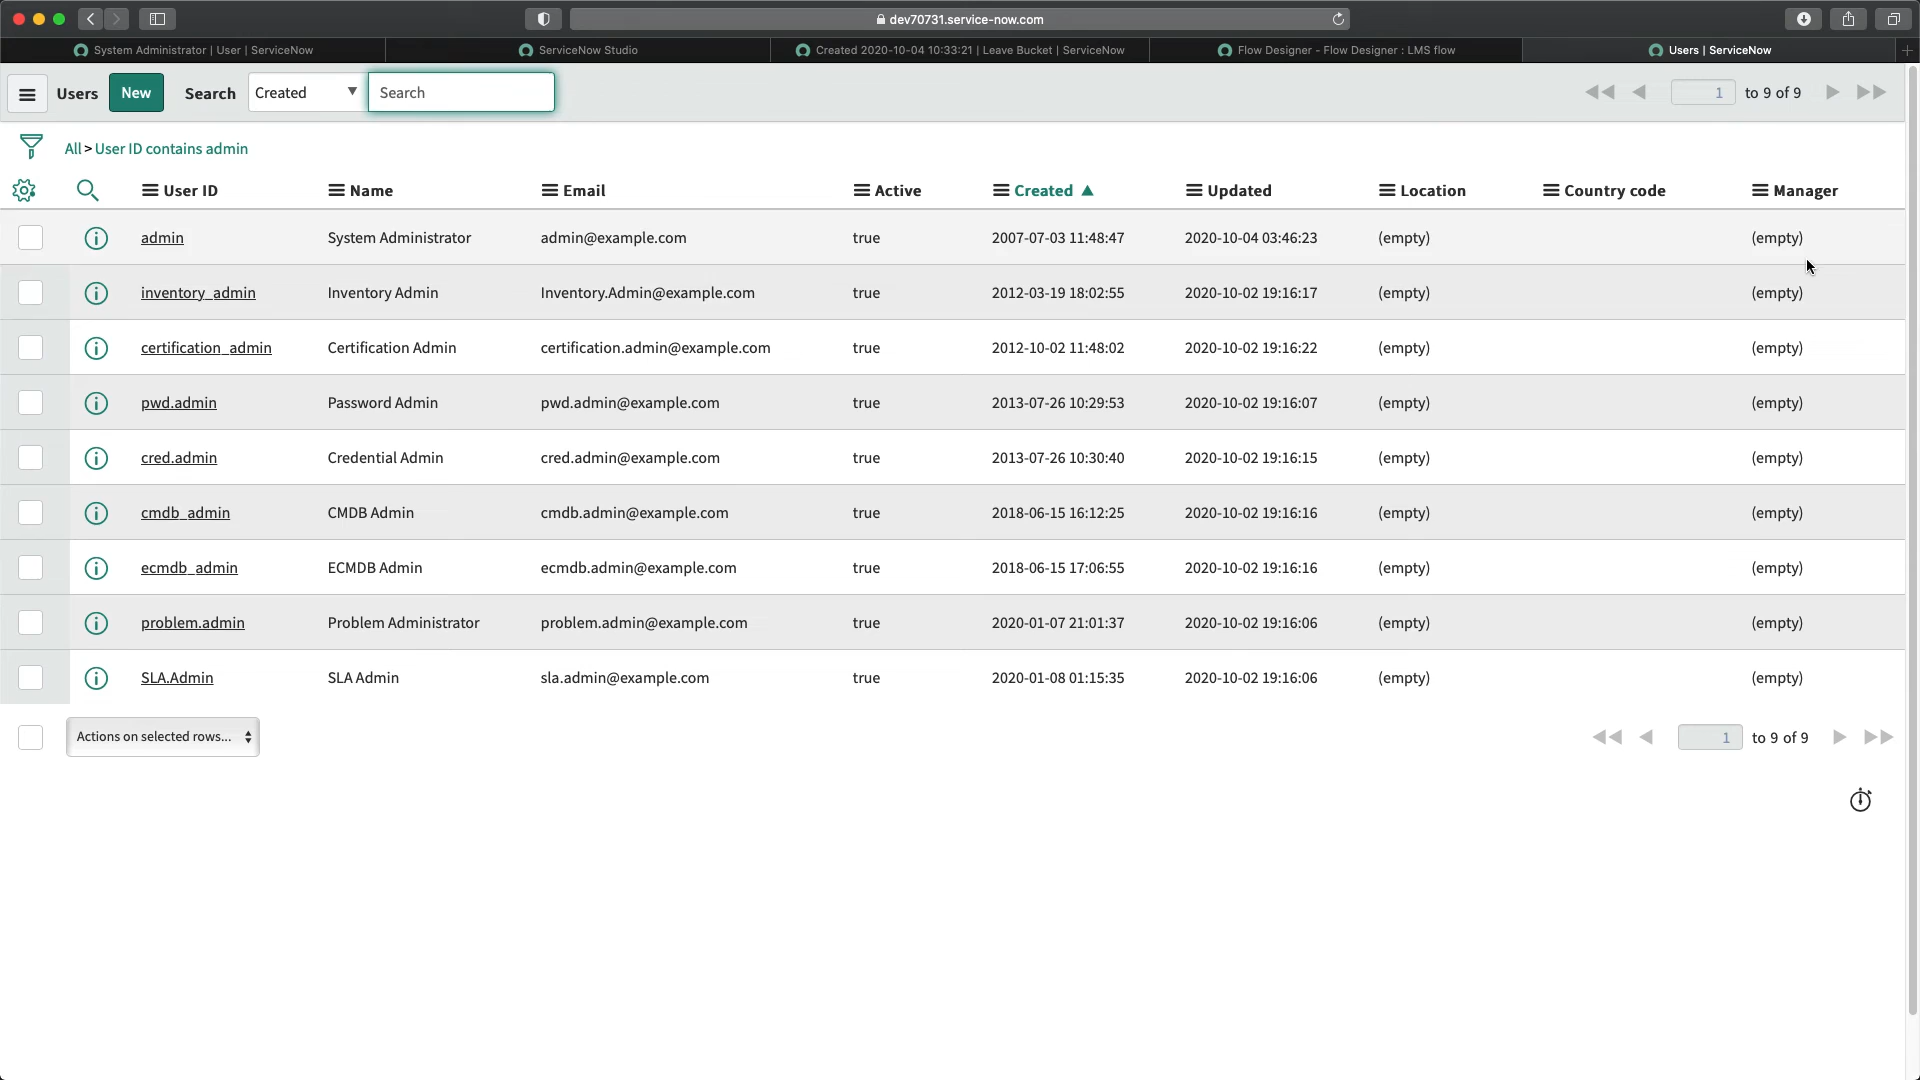 dev70731.service-now.com
System Administrator | User | ServiceNow
ServiceNow Studio
Created 2020-10-04 10:33:21 | Leave Bucket | ServiceNow
Flow Designer - Flow Designer : LMS flow
Users | ServiceNow
Users New Search Created Search 1 to 9 of 9
All > User ID contains admin
User ID Name Email Active Created Updated Location Country code Manager
admin System Administrator admin@example.com true 2007-07-03 11:48:47 2020-10-04 03:46:23 (empty) (empty)
inventory_admin Inventory Admin Inventory.Admin@example.com true 2012-03-19 18:02:55 2020-10-02 19:16:17 (empty) (empty)
certification_admin Certification Admin certification.admin@example.com true 2012-10-02 11:48:02 2020-10-02 19:16:22 (empty) (empty)
pwd.admin Password Admin pwd.admin@example.com true 2013-07-26 10:29:53 2020-10-02 19:16:07 (empty) (empty)
cred.admin Credential Admin cred.admin@example.com true 2013-07-26 10:30:40 2020-10-02 19:16:15 (empty) (empty)
cmdb_admin CMDB Admin cmdb.admin@example.com true 2018-06-15 16:12:25 2020-10-02 19:16:16 (empty) (empty)
ecmdb_admin ECMDB Admin ecmdb.admin@example.com true 2018-06-15 17:06:55 2020-10-02 19:16:16 (empty) (empty)
problem.admin Problem Administrator problem.admin@example.com true 2020-01-07 21:01:37 2020-10-02 19:16:06 (empty) (empty)
SLA.Admin SLA Admin sla.admin@example.com true 2020-01-08 01:15:35 2020-10-02 19:16:06 (empty) (empty)
Actions on selected rows... 1 to 9 of 9